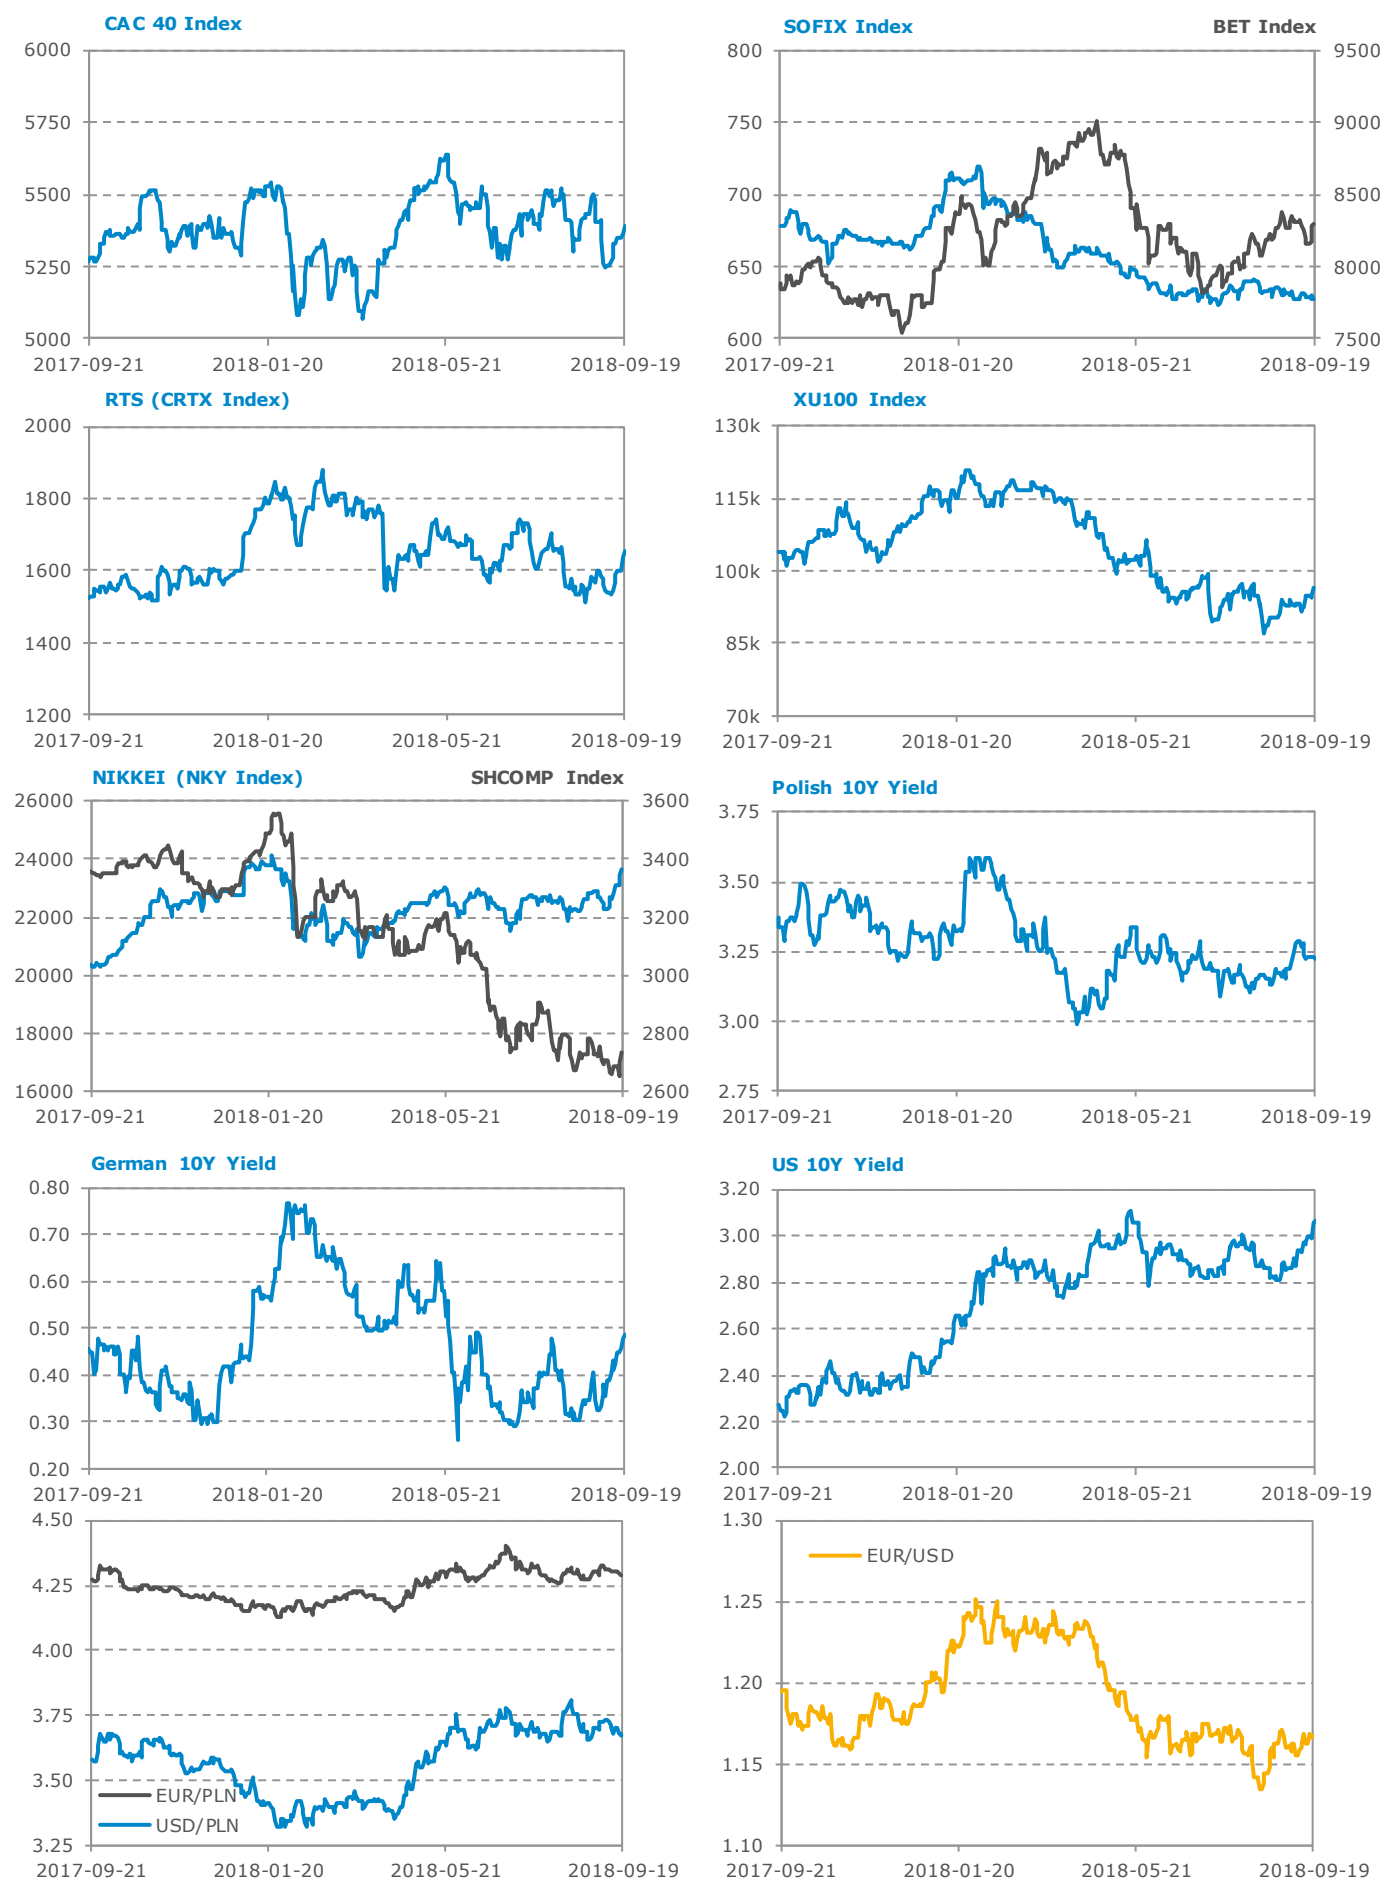 CAC 40 Index
6000
5750
5500
5250
5000
2017-09-21 2018-01-20 2018-05-21 2018-09-19
SOFIX Index BET Index
800 9500
750 9000
700 8500
650 8000
600 7500
2017-09-21 2018-01-20 2018-05-21 2018-09-19
RTS (CRTX Index)
2000
1800
1600
1400
1200
2017-09-21 2018-01-20 2018-05-21 2018-09-19
XU100 Index
130k
115k
100k
85k
70k
2017-09-21 2018-01-20 2018-05-21 2018-09-19
NIKKEI (NKY Index) SHCOMP Index
26000 3600
24000 3400
22000 3200
20000 3000
18000 2800
16000 2600
2017-09-21 2018-01-20 2018-05-21 2018-09-19
Polish 10Y Yield
3.75
3.50
3.25
3.00
2.75
2017-09-21 2018-01-20 2018-05-21 2018-09-19
German 10Y Yield
0.80
0.70
0.60
0.50
0.40
0.30
0.20
2017-09-21 2018-01-20 2018-05-21 2018-09-19
US 10Y Yield
3.20
3.00
2.80
2.60
2.40
2.20
2.00
2017-09-21 2018-01-20 2018-05-21 2018-09-19
4.50
4.25
4.00
3.75
3.50
EUR/PLN
USD/PLN
3.25
2017-09-21 2018-01-20 2018-05-21 2018-09-19
1.30
EUR/USD
1.25
1.20
1.15
1.10
2017-09-21 2018-01-20 2018-05-21 2018-09-19